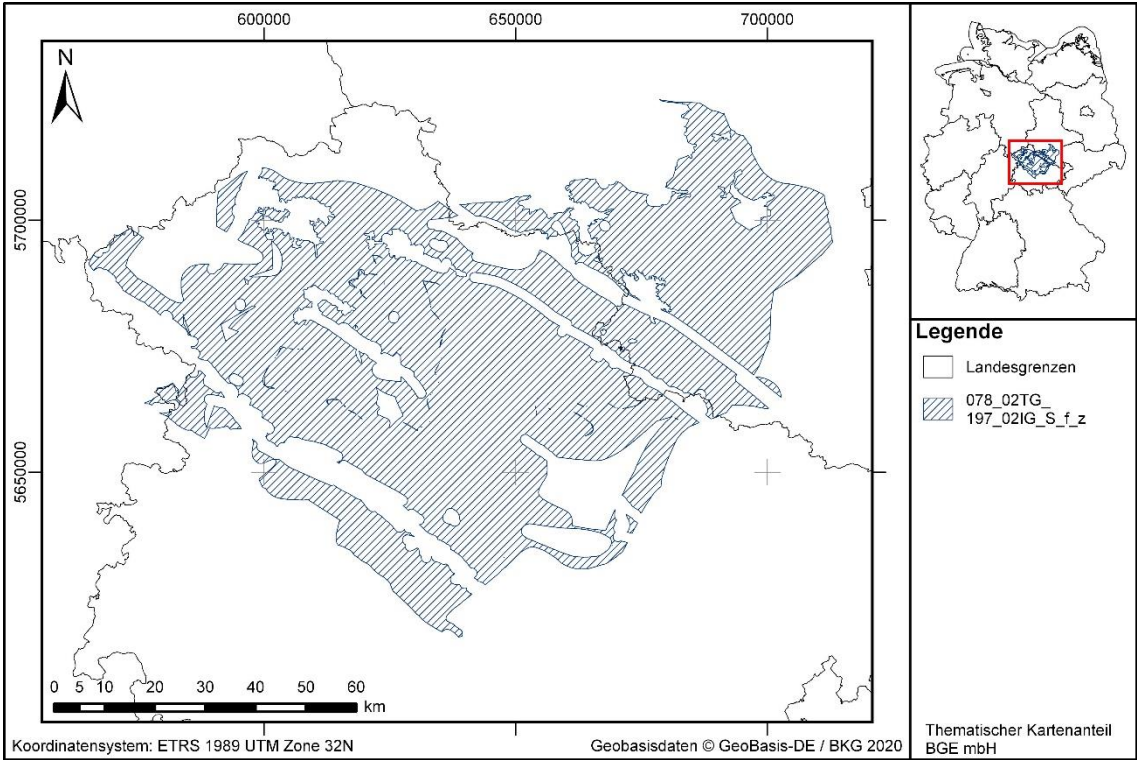 600000 650000 700000
N
5700000
5650000
0 5 10 20 30 40 50 60
km
Koordinatensystem: ETRS 1989 UTM Zone 32N
Geobasisdaten © GeoBasis-DE / BKG 2020
Legende
Landesgrenzen
078_02TG_
197_02IG_S_f_z
Thematischer Kartenanteil
BGE mbH